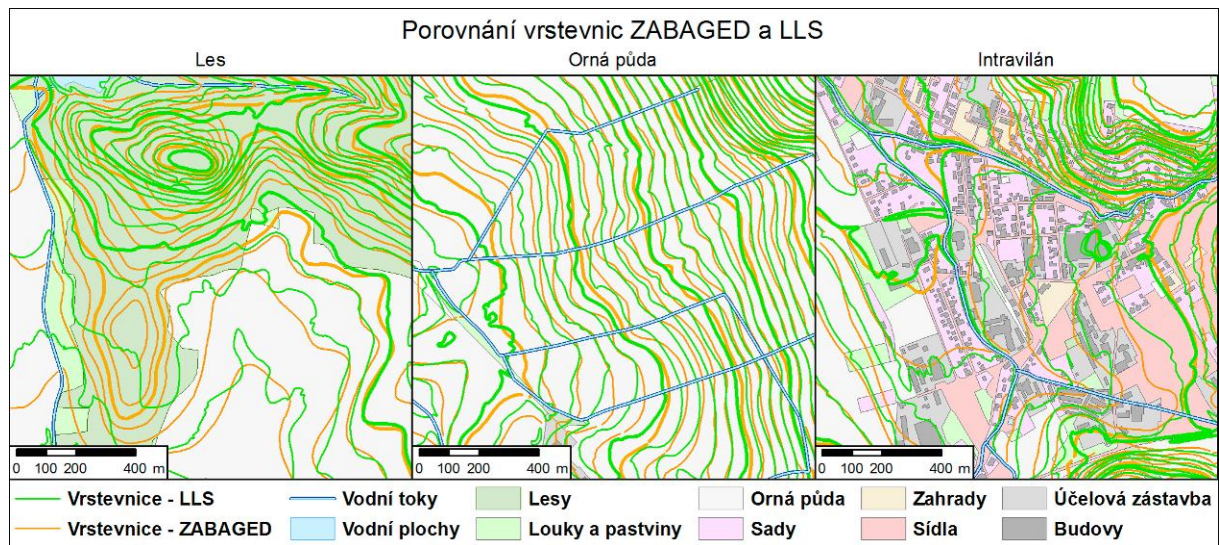 Porovnání vrstevnic ZABAGED a LLS
Les Orná půda Intravilán
0 100 200 400 m 0 100 200 400 m 0 100 200 400 m
Vrstevnice - LLS Vodní toky Lesy Orná půda Zahrady Účelová zástavba
Vrstevnice - ZABAGED Vodní plochy Louky a pastviny Sady Sídla Budovy